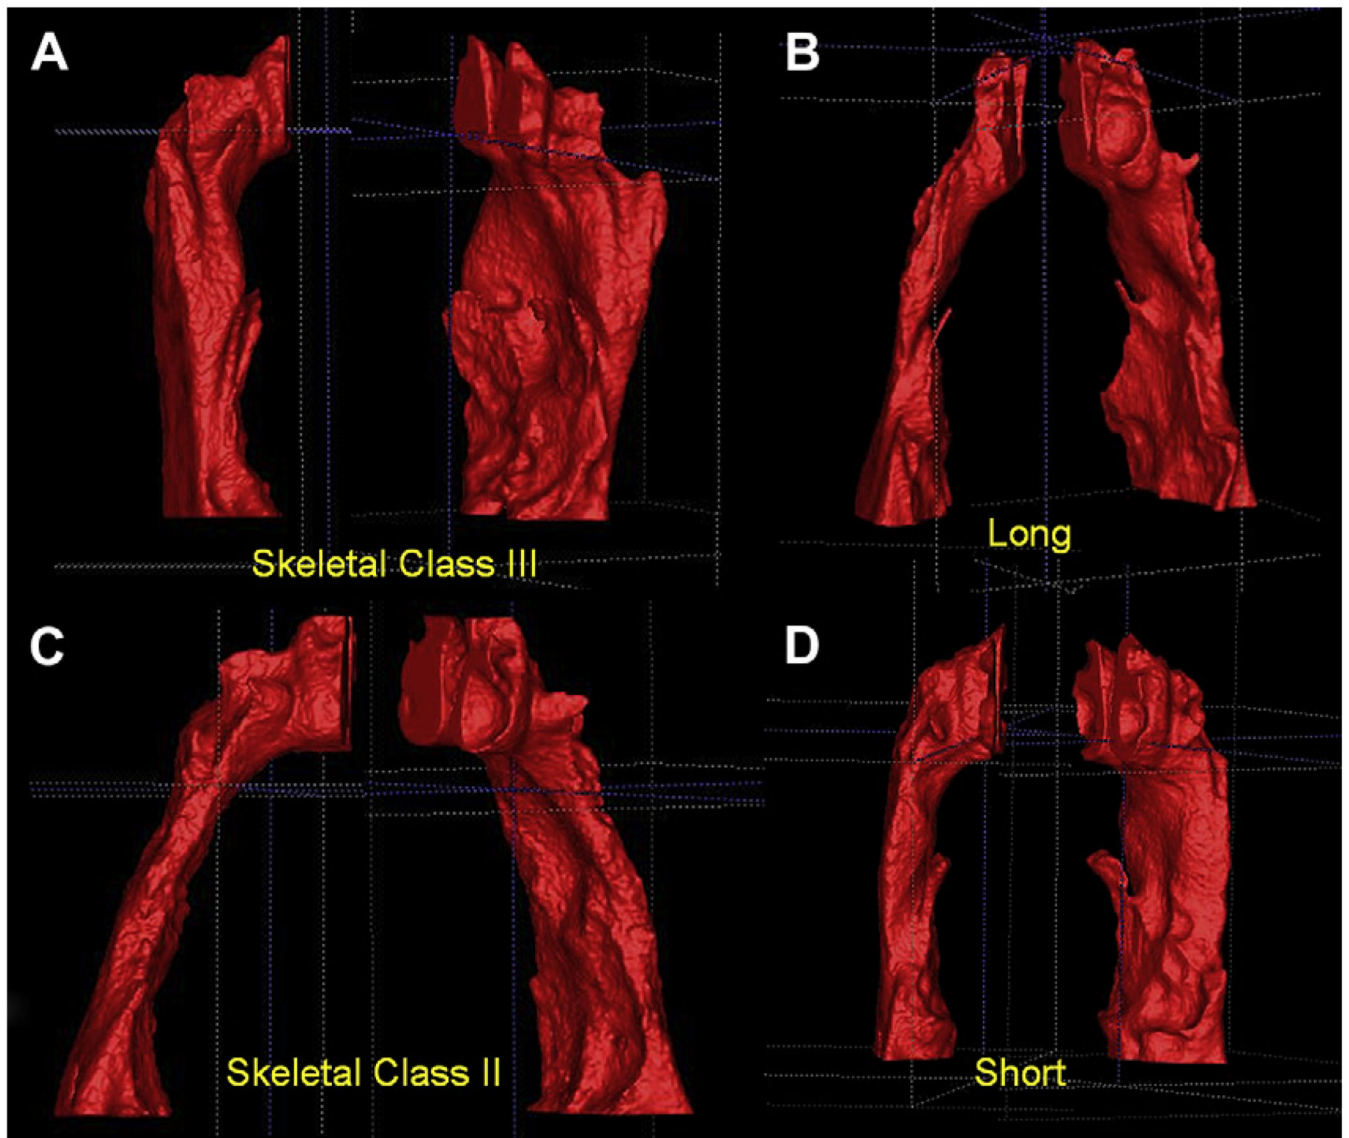 A
B
Skeletal Class III
Long
C
D
Skeletal Class II
Short